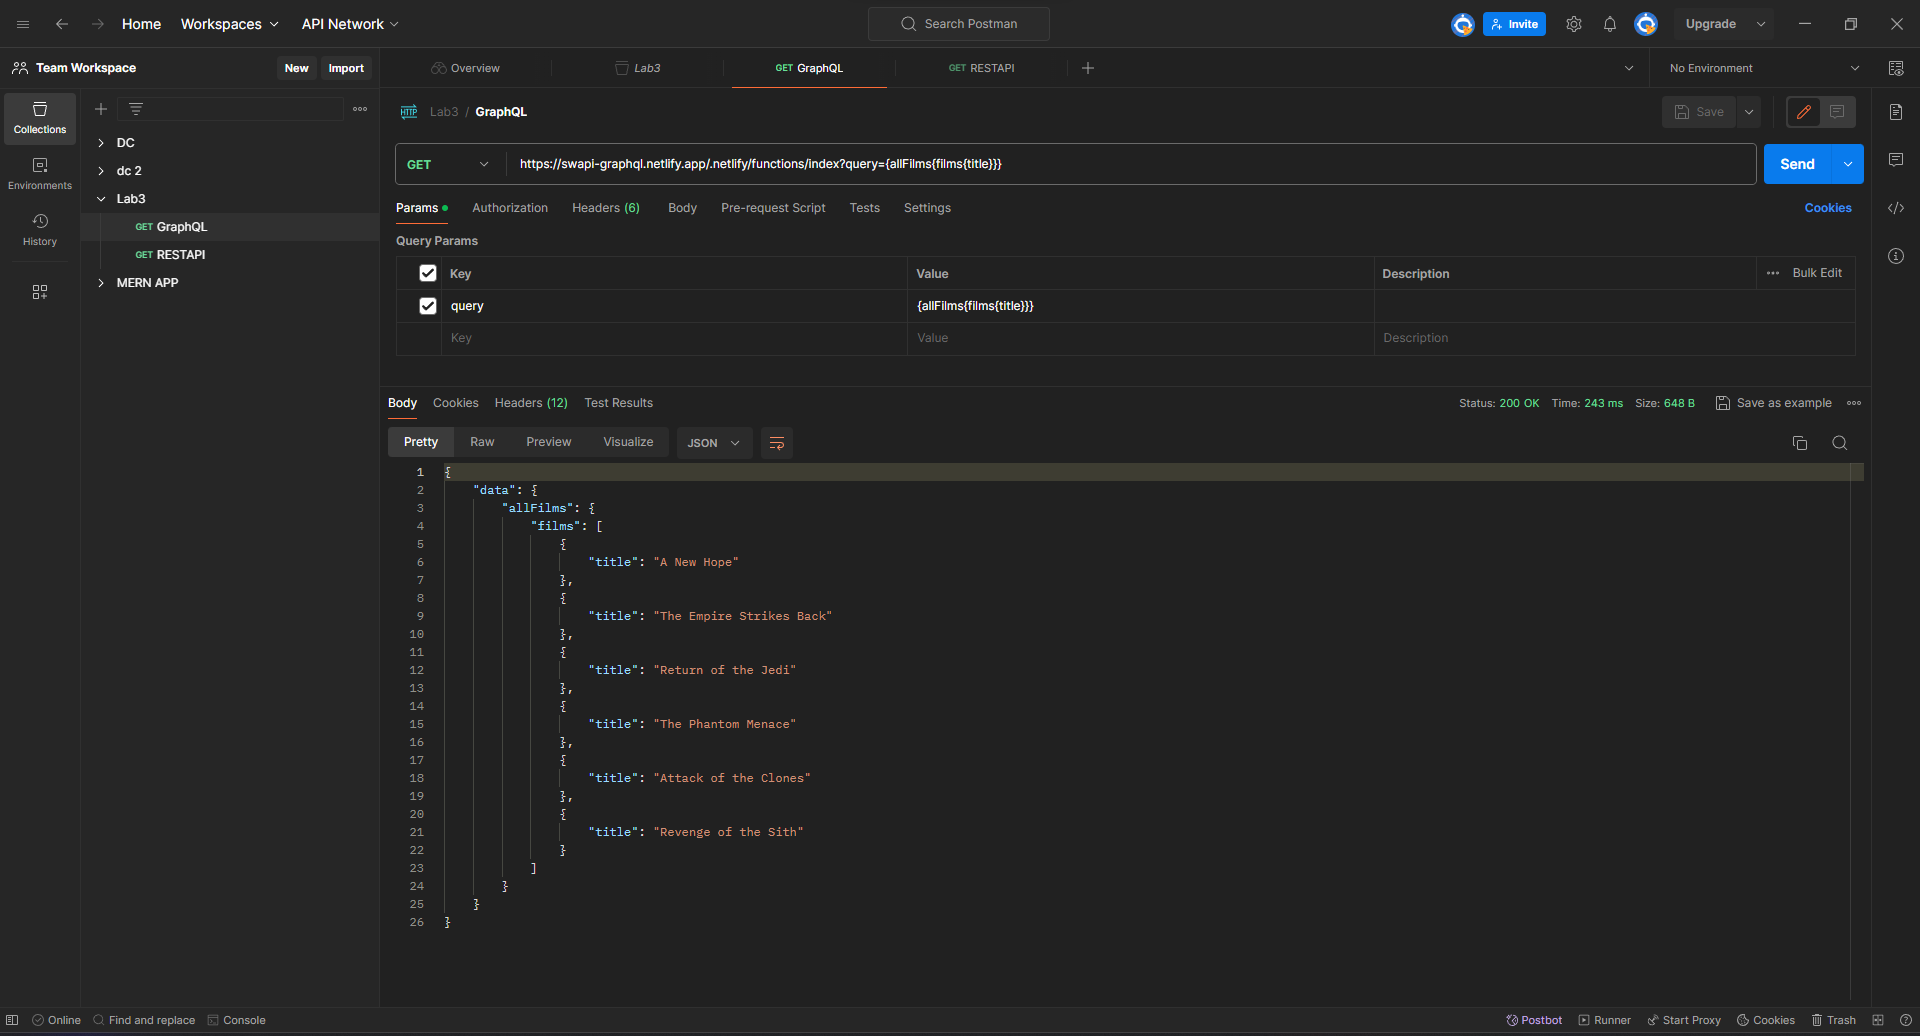 Home Workspaces API Network Search Postman Invite Upgrade
Team Workspace New Import Overview Lab3 GET GraphQL GET RESTAPI No Environment
Collections
Environments
History
DC
dc 2
Lab3
GET GraphQL
GET RESTAPI
MERN APP
HTTP Lab3 / GraphQL Save
GET https://swapi-graphql.netlify.app/.netlify/functions/index?query={allFilms{films{title}}} Send
Params Authorization Headers (6) Body Pre-request Script Tests Settings Cookies
Query Params
Key Value Description Bulk Edit
query {allFilms{films{title}}}
Key Value Description
Body Cookies Headers (12) Test Results Status: 200 OK Time: 243 ms Size: 648 B Save as example
Pretty Raw Preview Visualize JSON
1 {
2 "data": {
3 "allFilms": {
4 "films": [
5 {
6 "title": "A New Hope"
7 },
8 {
9 "title": "The Empire Strikes Back"
10 },
11 {
12 "title": "Return of the Jedi"
13 },
14 {
15 "title": "The Phantom Menace"
16 },
17 {
18 "title": "Attack of the Clones"
19 },
20 {
21 "title": "Revenge of the Sith"
22 }
23 ]
24 }
25 }
26 }
Online Find and replace Console Postbot Runner Start Proxy Cookies Trash